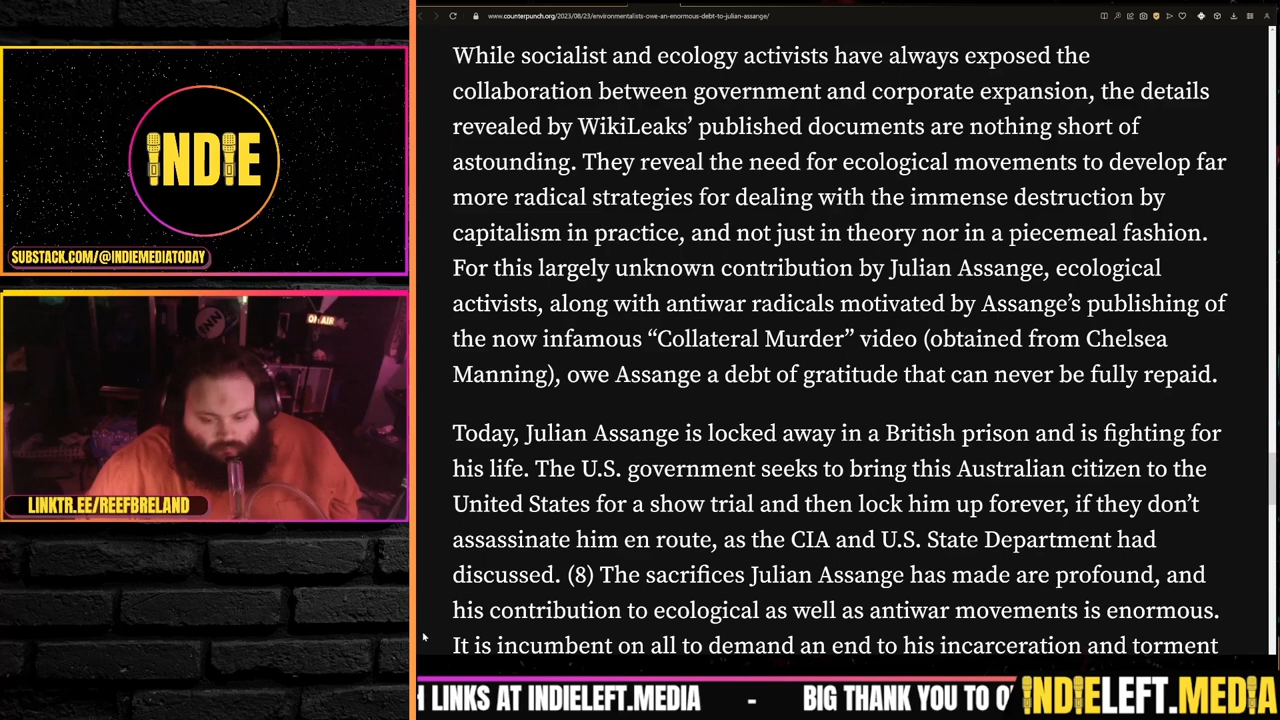 www.counterpunch.org/2023/08/23/environmentalists-owe-an-enormous-debt-to-julian-assange/
INDIE
SUBSTACK.COM/@INDIEMEDIATODAY
INN
ON AIR
LINKTR.EE/REEFBRELAND
While socialist and ecology activists have always exposed the
collaboration between government and corporate expansion, the details
revealed by WikiLeaks’ published documents are nothing short of
astounding. They reveal the need for ecological movements to develop far
more radical strategies for dealing with the immense destruction by
capitalism in practice, and not just in theory nor in a piecemeal fashion.
For this largely unknown contribution by Julian Assange, ecological
activists, along with antiwar radicals motivated by Assange’s publishing of
the now infamous “Collateral Murder” video (obtained from Chelsea
Manning), owe Assange a debt of gratitude that can never be fully repaid.
Today, Julian Assange is locked away in a British prison and is fighting for
his life. The U.S. government seeks to bring this Australian citizen to the
United States for a show trial and then lock him up forever, if they don’t
assassinate him en route, as the CIA and U.S. State Department had
discussed. (8) The sacrifices Julian Assange has made are profound, and
his contribution to ecological as well as antiwar movements is enormous.
It is incumbent on all to demand an end to his incarceration and torment
H LINKS AT INDIELEFT.MEDIA - BIG THANK YOU TO
INDIELEFT.MEDIA